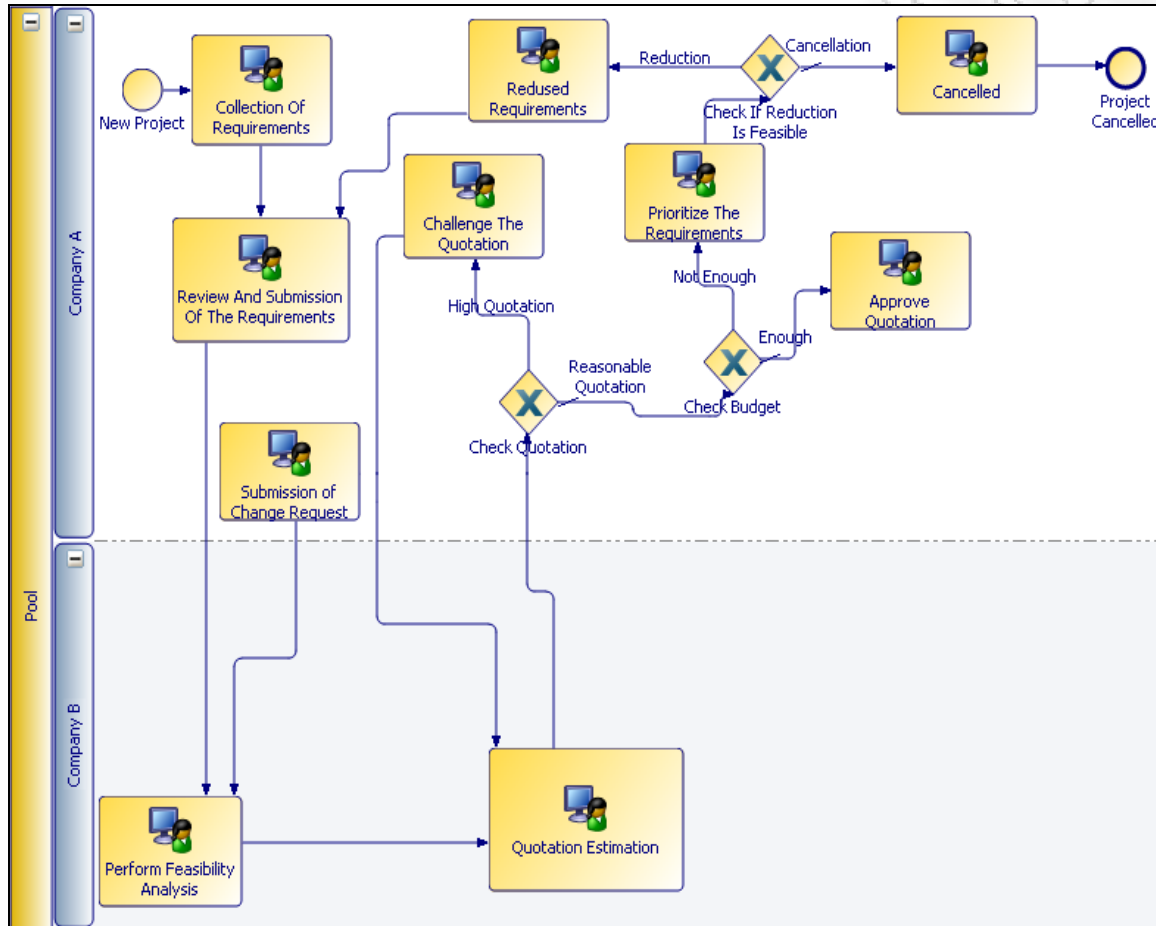 Pool
Company A
Company B
New Project
Collection Of
Requirements
Redused
Requirements
Reduction
Cancellation
Check If Reduction
Is Feasible
Cancelled
Project
Cancelled
Challenge The
Quotation
Prioritize The
Requirements
Review And Submission
Of The Requirements
High Quotation
Not Enough
Approve
Quotation
Enough
Reasonable
Quotation
Check Budget
Check Quotation
Submission of
Change Request
Perform Feasibility
Analysis
Quotation Estimation